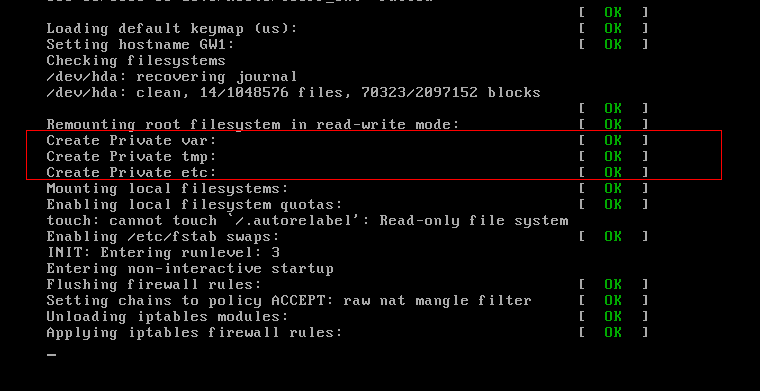 [  OK  ]
Loading default keymap (us): [  OK  ]
Setting hostname GW1: [  OK  ]
Checking filesystems
/dev/hda: recovering journal
/dev/hda: clean, 14/1048576 files, 70323/2097152 blocks
[  OK  ]
Remounting root filesystem in read-write mode: [  OK  ]
Create Private var: [  OK  ]
Create Private tmp: [  OK  ]
Create Private etc: [  OK  ]
Mounting local filesystems: [  OK  ]
Enabling local filesystem quotas: [  OK  ]
touch: cannot touch `/.autorelabel': Read-only file system
Enabling /etc/fstab swaps: [  OK  ]
INIT: Entering runlevel: 3
Entering non-interactive startup
Flushing firewall rules: [  OK  ]
Setting chains to policy ACCEPT: raw nat mangle filter [  OK  ]
Unloading iptables modules: [  OK  ]
Applying iptables firewall rules: [  OK  ]